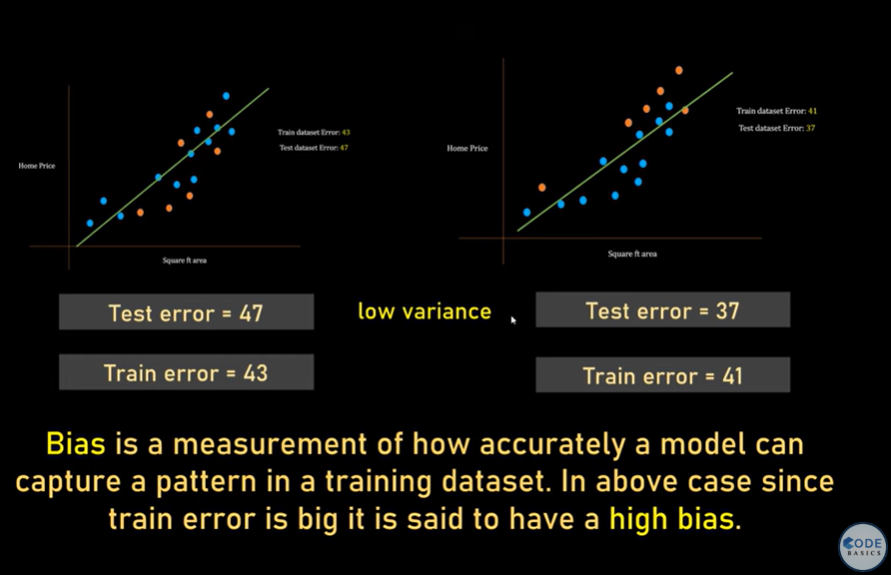 Home Price
Train dataset Error: 43
Test dataset Error: 47
Square ft area
Home Price
Train dataset Error: 41
Test dataset Error: 37
Square ft area
Test error = 47
low variance
Test error = 37
Train error = 43
Train error = 41
Bias is a measurement of how accurately a model can
capture a pattern in a training dataset. In above case since
train error is big it is said to have a high bias.
CODE
BASICS